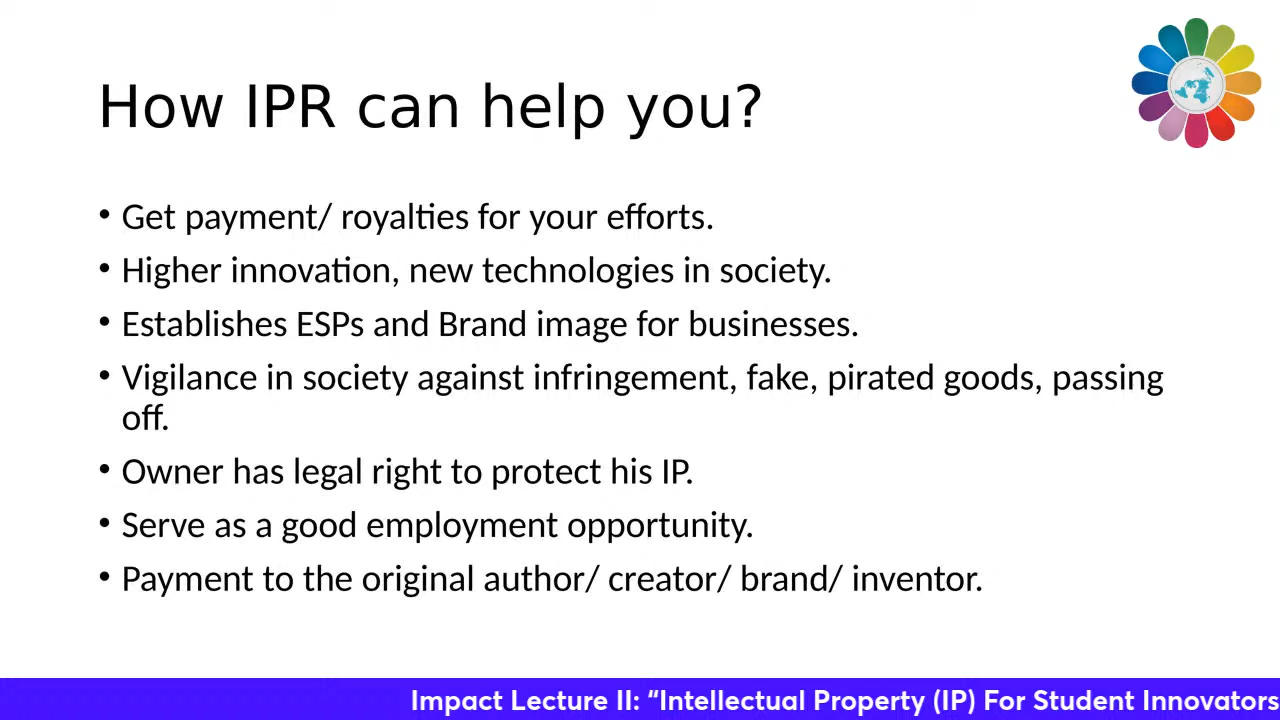 How IPR can help you?
• Get payment/ royalties for your efforts.
• Higher innovation, new technologies in society.
• Establishes ESPs and Brand image for businesses.
• Vigilance in society against infringement, fake, pirated goods, passing
off.
• Owner has legal right to protect his IP.
• Serve as a good employment opportunity.
• Payment to the original author/ creator/ brand/ inventor.
Impact Lecture II: “Intellectual Property (IP) For Student Innovators